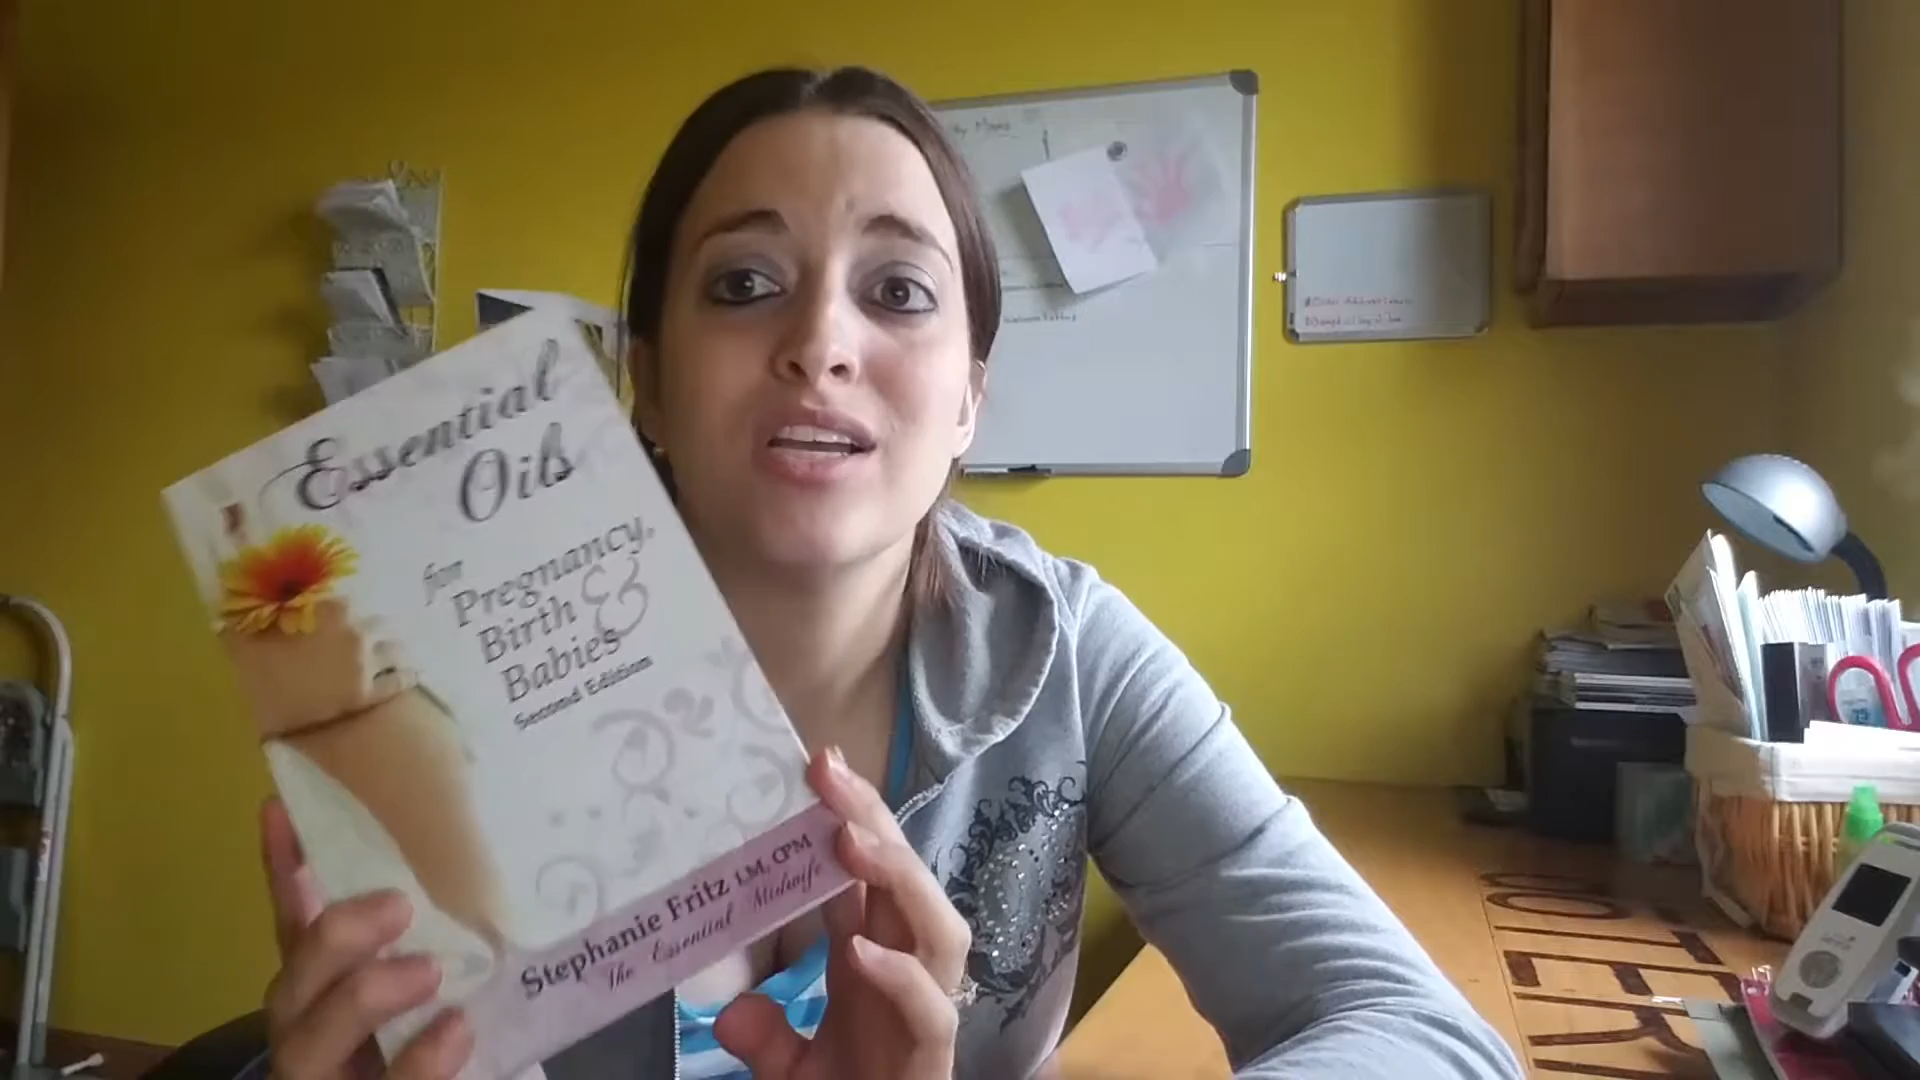 Essential
Oils
for
Pregnancy,
Birth &
Babies
Second Edition
Stephanie Fritz LM, CPM
The Essential Midwife